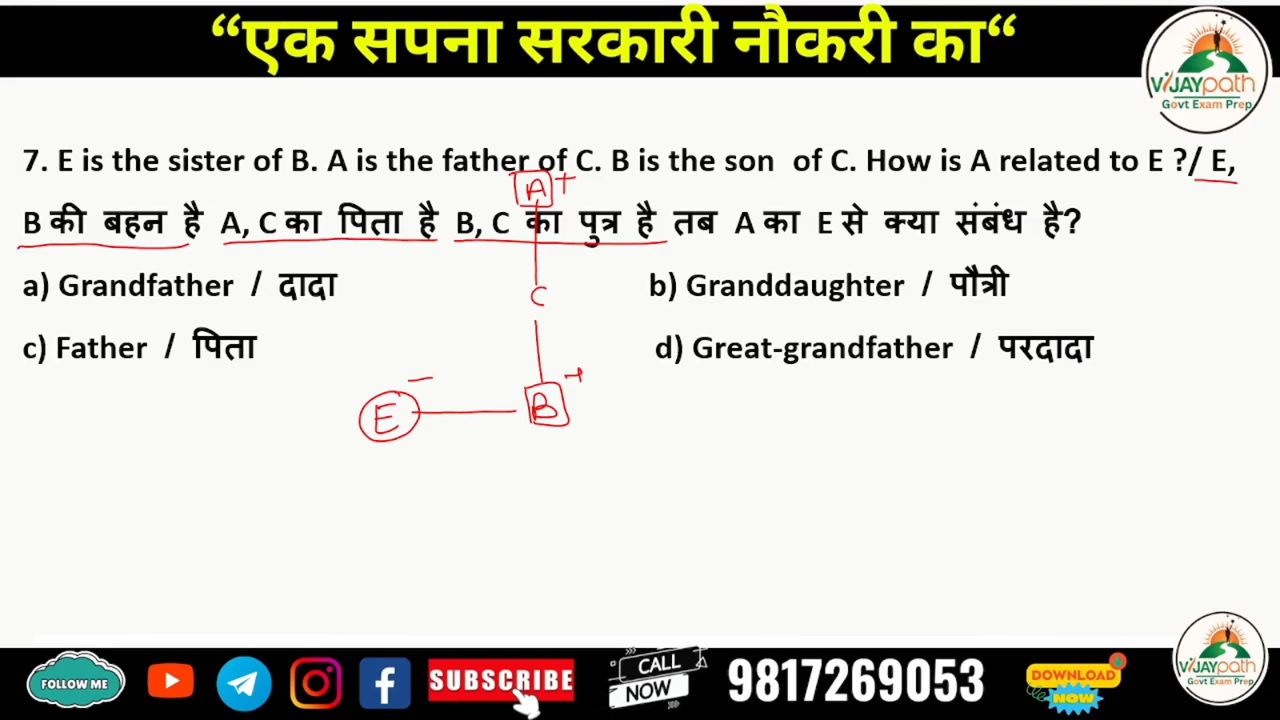 “एक सपना सरकारी नौकरी का“
ViJAYpath
Govt Exam Prep
7. E is the sister of B. A is the father of C. B is the son of C. How is A related to E ?/ E,
B की बहन है A, C का पिता है B, C का पुत्र है तब A का E से क्या संबंध है?
A +
a) Grandfather / दादा b) Granddaughter / पौत्री
C
c) Father / पिता d) Great-grandfather / परदादा
E - B +
ViJAYpath
Govt Exam Prep
FOLLOW ME
SUBSCRIBE
CALL
NOW
9817269053
DOWNLOAD
NOW